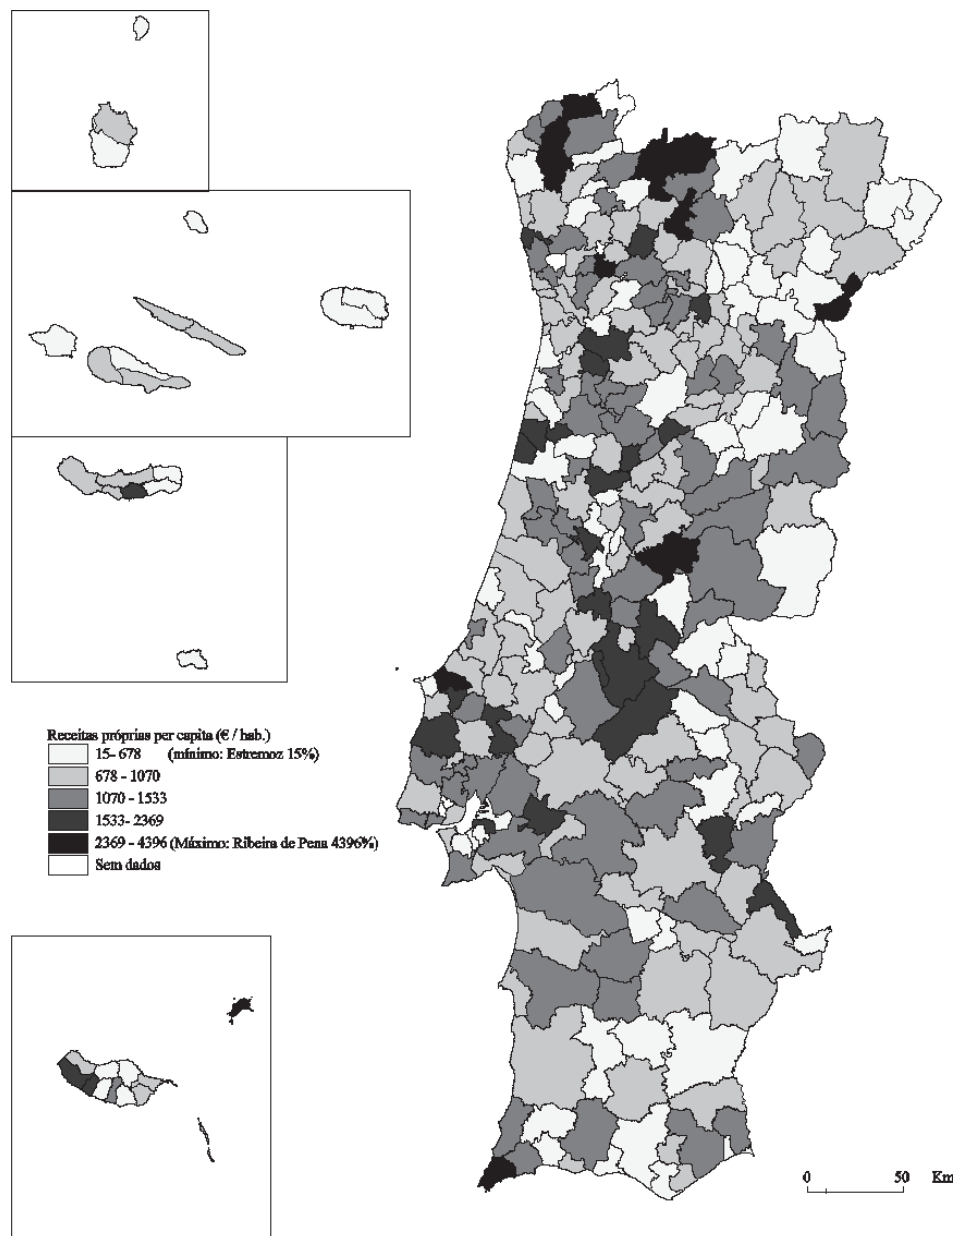 Receitas próprias per capita (€ / hab.)
15- 678 (mínimo: Estremoz 15%)
678 - 1070
1070 - 1533
1533- 2369
2369 - 4396 (Máximo: Ribeira de Pena 4396%)
Sem dados
0 50 Km